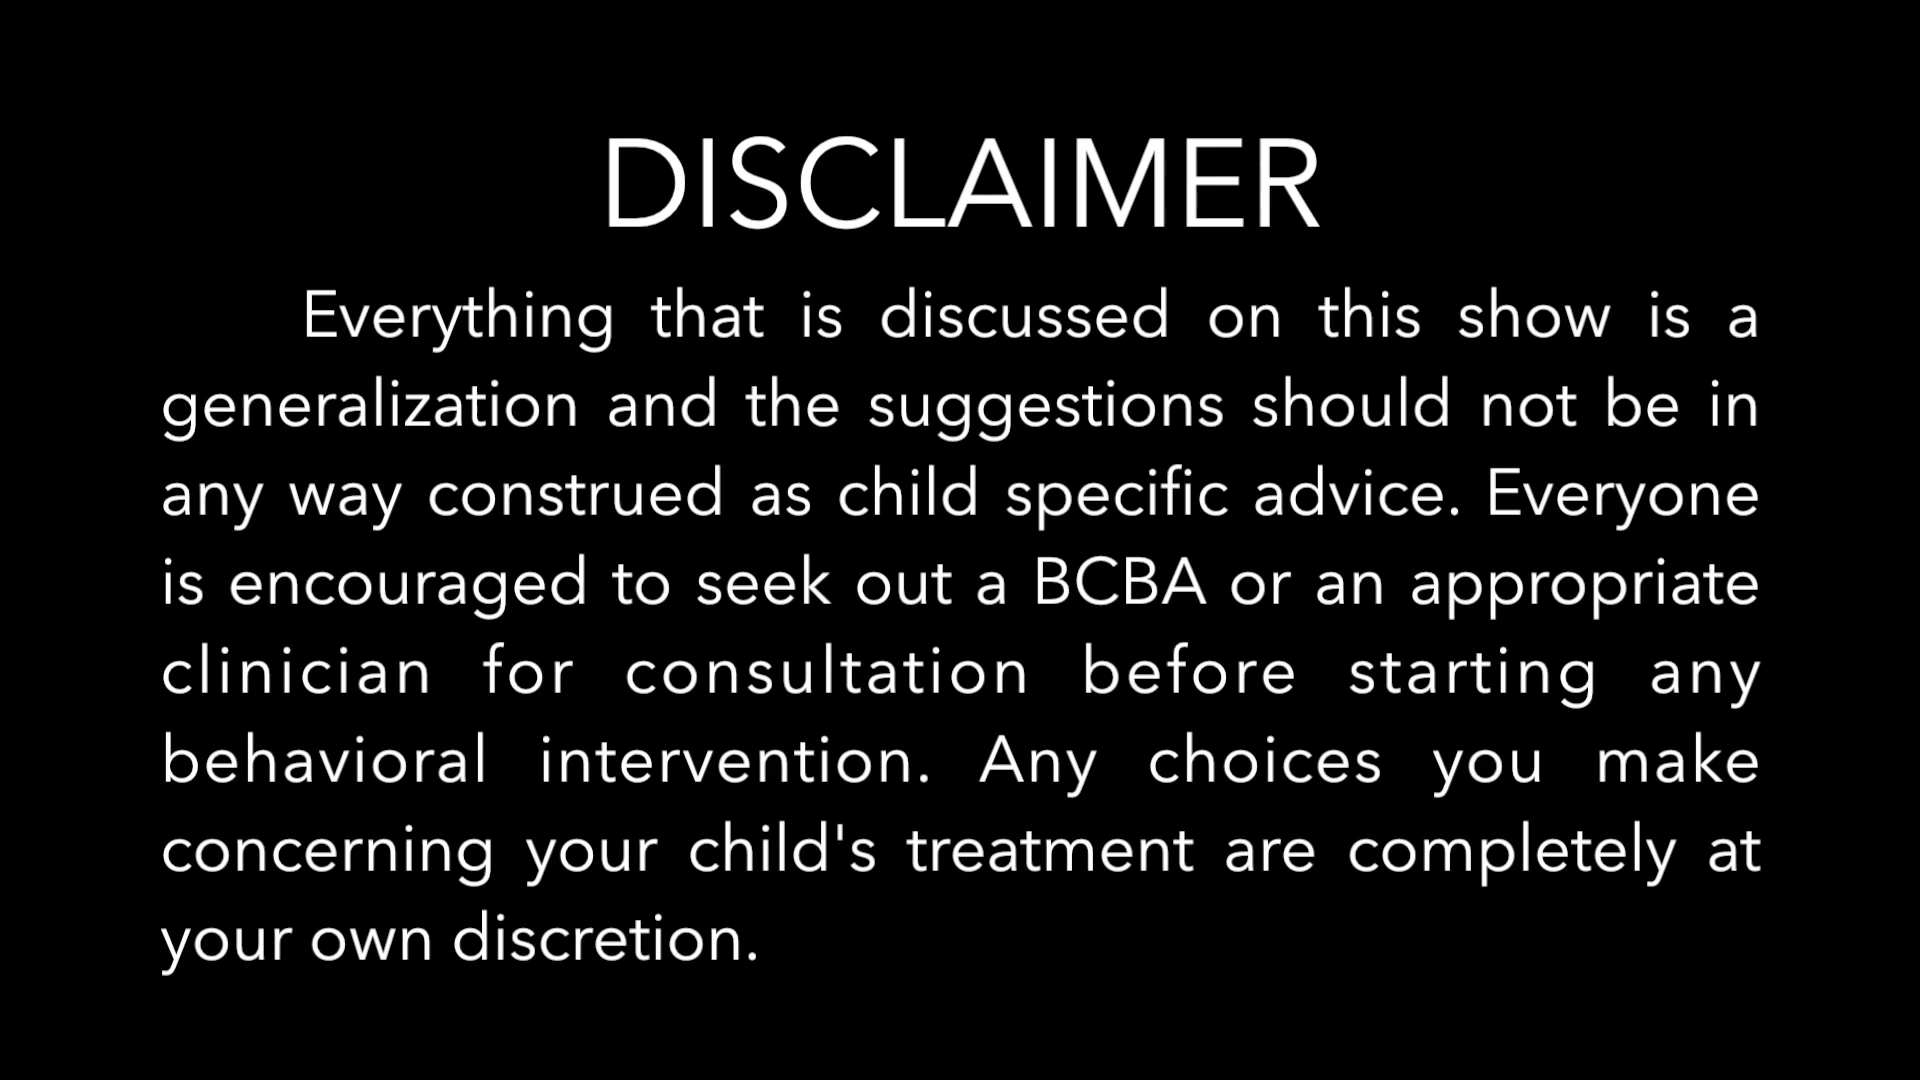 DISCLAIMER
Everything that is discussed on this show is a
generalization and the suggestions should not be in
any way construed as child specific advice. Everyone
is encouraged to seek out a BCBA or an appropriate
clinician for consultation before starting any
behavioral intervention. Any choices you make
concerning your child's treatment are completely at
your own discretion.